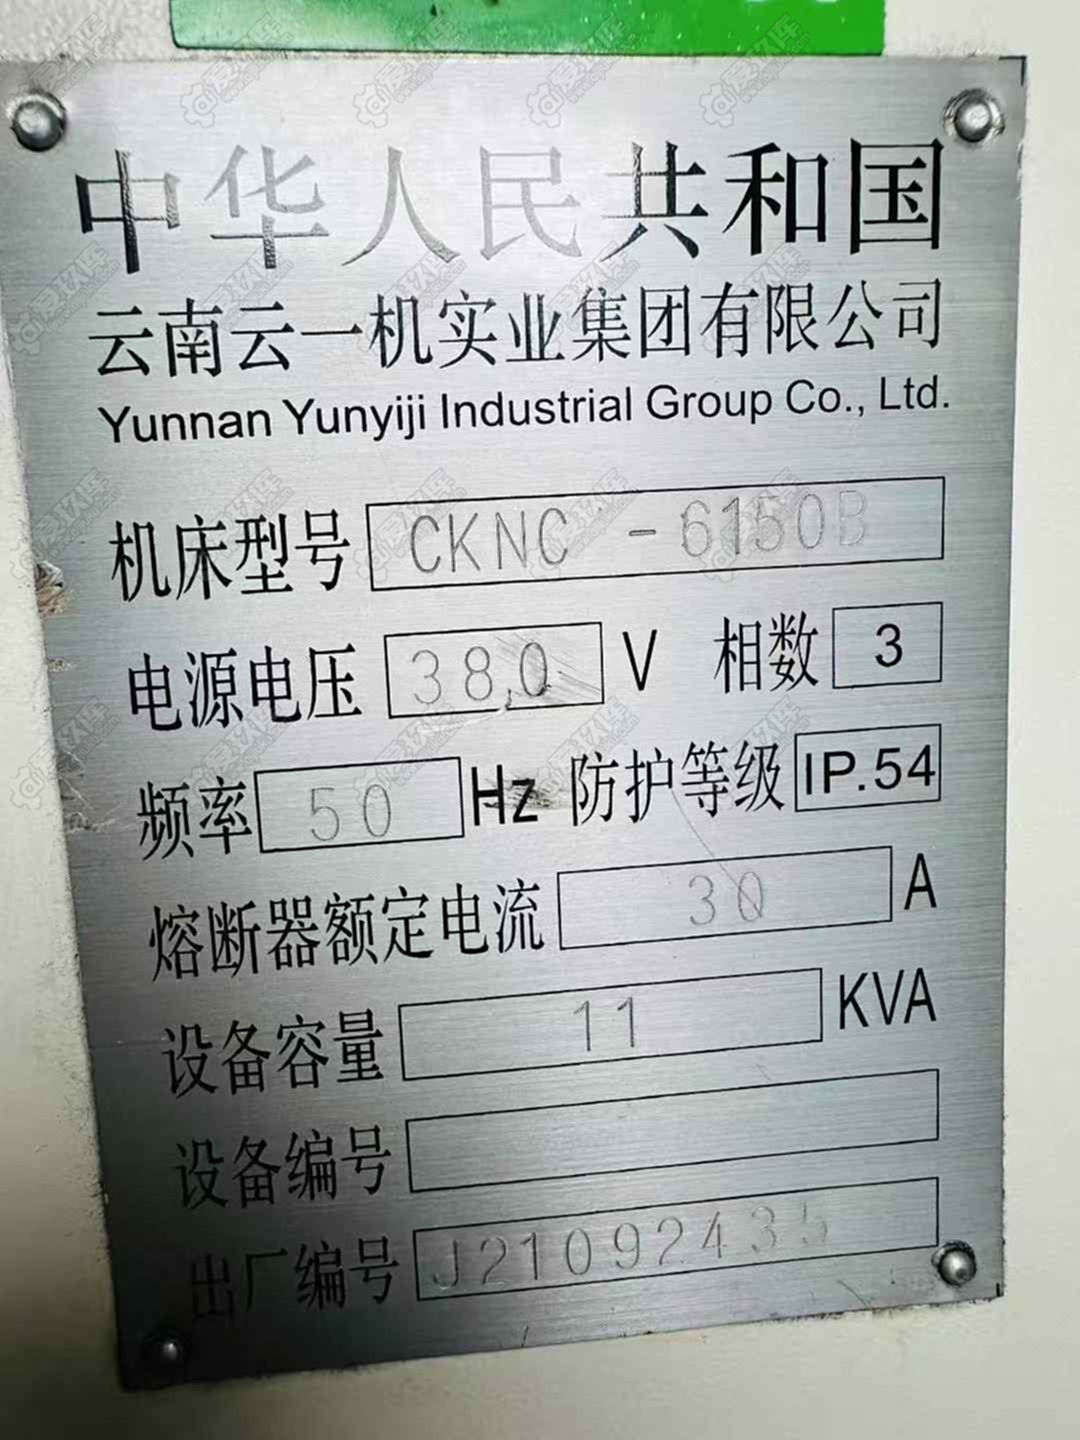 中华人民共和国
云南云一机实业集团有限公司
Yunnan Yunyiji Industrial Group Co., Ltd.
机床型号 CKNC - 6150B
电源电压 380 V 相数 3
频率 50 Hz 防护等级 IP.54
熔断器额定电流 30 A
设备容量 11 KVA
设备编号
出厂编号 J21092435